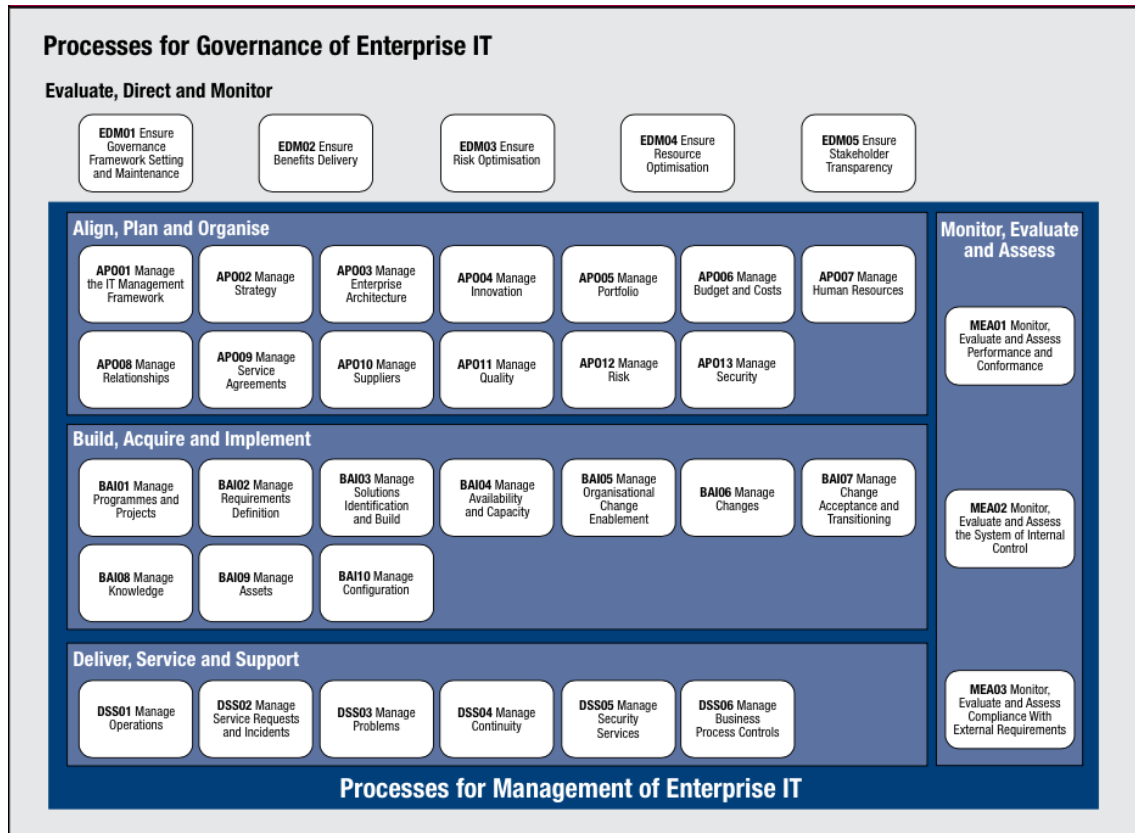 Processes for Governance of Enterprise IT
Evaluate, Direct and Monitor
EDM01 Ensure
Governance
Framework Setting
and Maintenance
EDM02 Ensure
Benefits Delivery
EDM03 Ensure
Risk Optimisation
EDM04 Ensure
Resource
Optimisation
EDM05 Ensure
Stakeholder
Transparency
Align, Plan and Organise
APO01 Manage
the IT Management
Framework
APO02 Manage
Strategy
APO03 Manage
Enterprise
Architecture
APO04 Manage
Innovation
APO05 Manage
Portfolio
APO06 Manage
Budget and Costs
APO07 Manage
Human Resources
APO08 Manage
Relationships
APO09 Manage
Service
Agreements
APO10 Manage
Suppliers
APO11 Manage
Quality
APO12 Manage
Risk
APO13 Manage
Security
Build, Acquire and Implement
BAI01 Manage
Programmes and
Projects
BAI02 Manage
Requirements
Definition
BAI03 Manage
Solutions
Identification
and Build
BAI04 Manage
Availability
and Capacity
BAI05 Manage
Organisational
Change
Enablement
BAI06 Manage
Changes
BAI07 Manage
Change
Acceptance and
Transitioning
BAI08 Manage
Knowledge
BAI09 Manage
Assets
BAI10 Manage
Configuration
Deliver, Service and Support
DSS01 Manage
Operations
DSS02 Manage
Service Requests
and Incidents
DSS03 Manage
Problems
DSS04 Manage
Continuity
DSS05 Manage
Security
Services
DSS06 Manage
Business
Process Controls
Monitor, Evaluate
and Assess
MEA01 Monitor,
Evaluate and Assess
Performance and
Conformance
MEA02 Monitor,
Evaluate and Assess
the System of Internal
Control
MEA03 Monitor,
Evaluate and Assess
Compliance With
External Requirements
Processes for Management of Enterprise IT